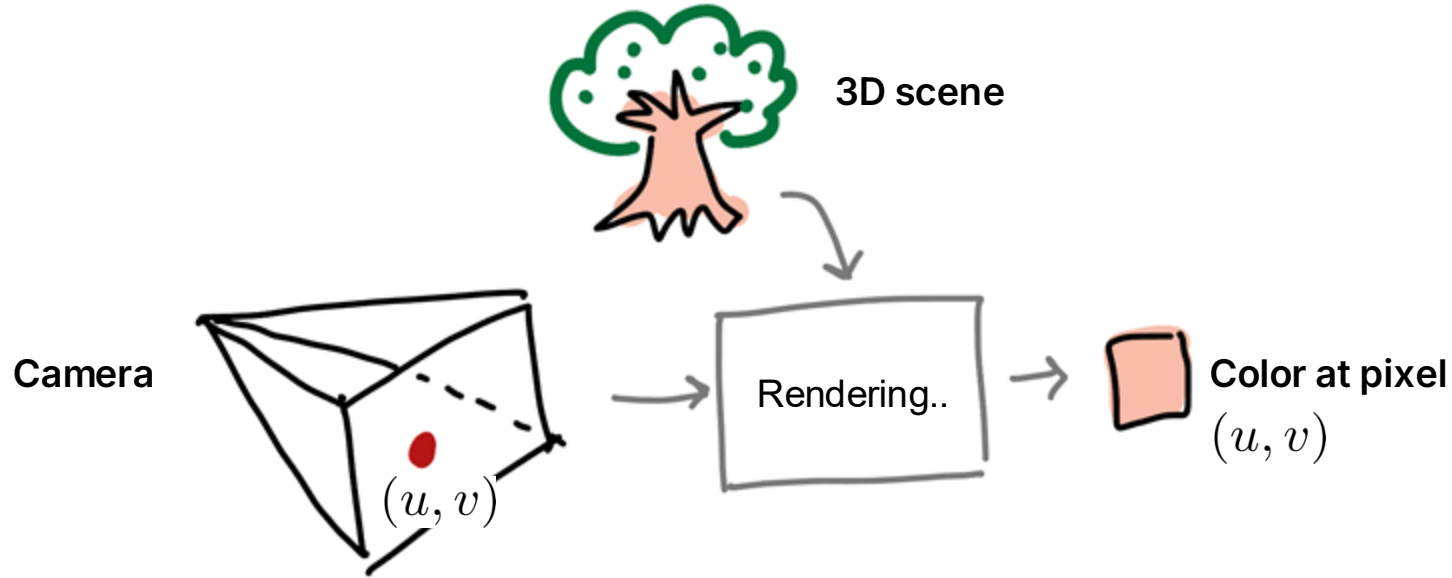 3D scene
Camera
(u, v)
Rendering..
Color at pixel
(u, v)